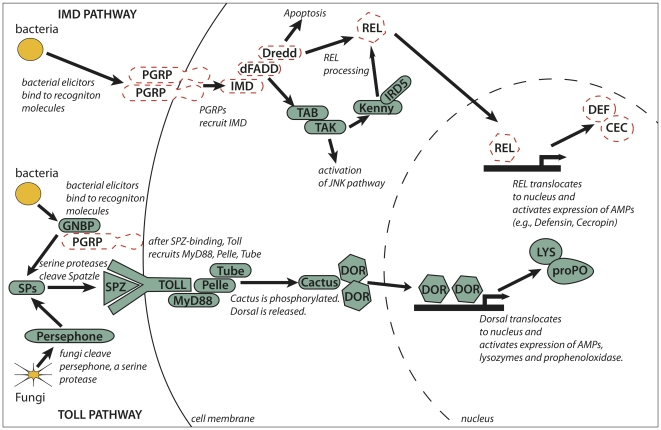 IMD PATHWAY
bacteria
bacterial elicitors
bind to recogniton
molecules
PGRP
PGRP
PGRPs
recruit IMD
IMD
dFADD
Dredd
Apoptosis
REL
processing
REL
TAB
TAK
Kenny
IRD5
activation
of JNK pathway
REL
DEF
CEC
REL translocates
to nucleus and
activates expression of AMPs
(e.g., Defensin, Cecropin)
bacteria
bacterial elicitors
bind to recogniton
molecules
GNBP
PGRP
serine proteases
cleave Spatzle
SPs
SPZ
after SPZ-binding, Toll
recruits MyD88, Pelle, Tube
TOLL
Tube
Pelle
MyD88
Cactus is phosphorylated.
Dorsal is released.
Cactus
DOR
DOR
DOR
DOR
LYS
proPO
Dorsal translocates
to nucleus and
activates expression of AMPs,
lysozymes and prophenoloxidase.
Persephone
fungi cleave
persephone, a serine
protease
Fungi
TOLL PATHWAY
cell membrane
nucleus